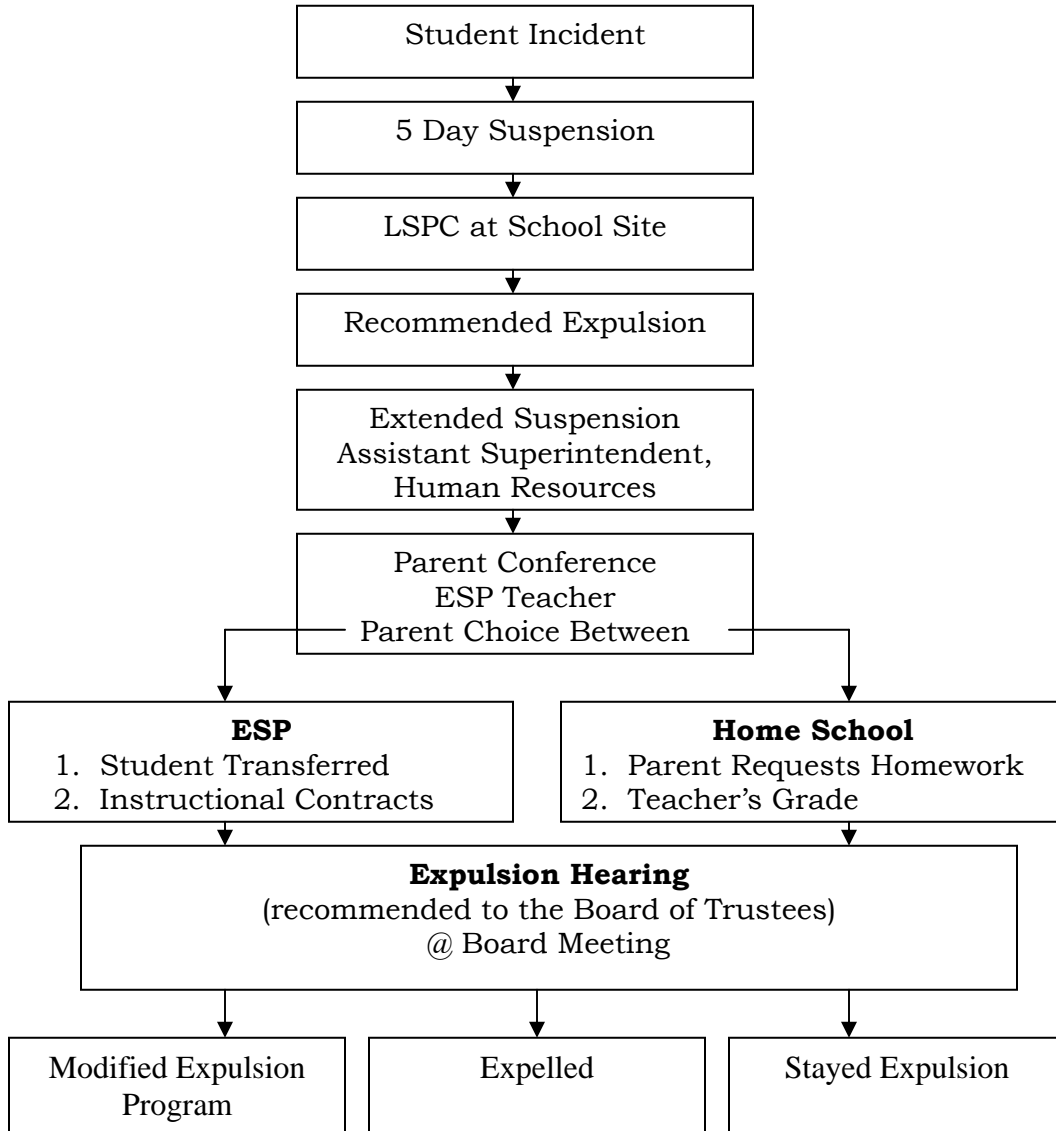 Student Incident
5 Day Suspension
LSPC at School Site
Recommended Expulsion
Extended Suspension
Assistant Superintendent,
Human Resources
Parent Conference
ESP Teacher
Parent Choice Between
ESP
1. Student Transferred
2. Instructional Contracts
Home School
1. Parent Requests Homework
2. Teacher’s Grade
Expulsion Hearing
(recommended to the Board of Trustees)
@ Board Meeting
Modified Expulsion
Program
Expelled
Stayed Expulsion